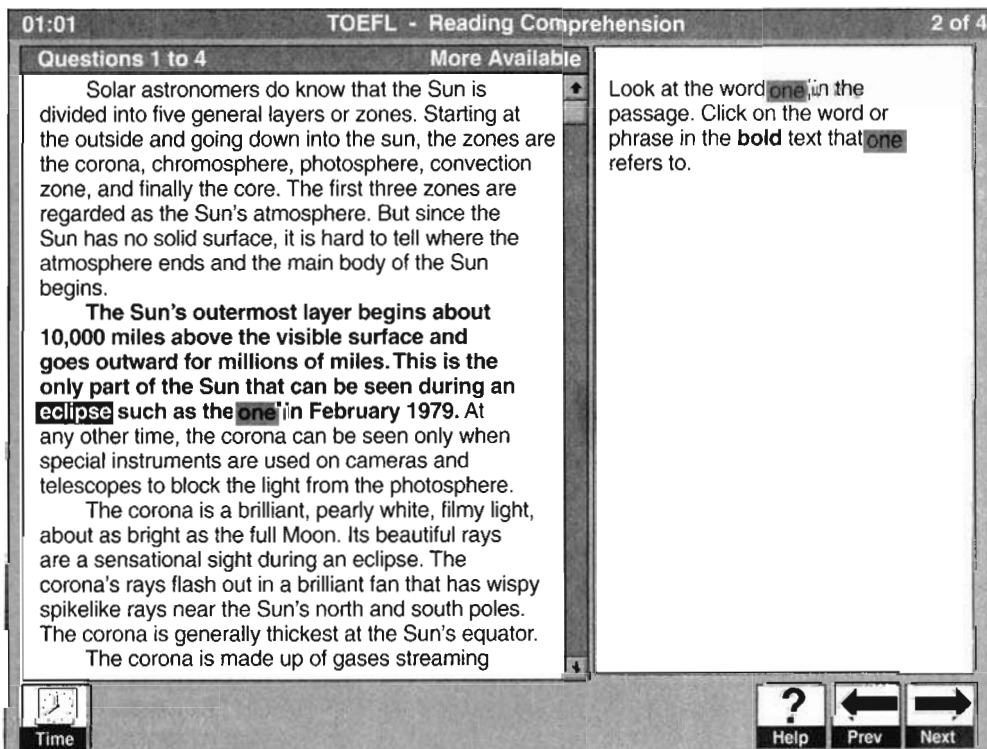 01:01 TOEFL - Reading Comprehension 2 of 4
Questions 1 to 4 More Available
Solar astronomers do know that the Sun is
divided into five general layers or zones. Starting at
the outside and going down into the sun, the zones are
the corona, chromosphere, photosphere, convection
zone, and finally the core. The first three zones are
regarded as the Sun's atmosphere. But since the
Sun has no solid surface, it is hard to tell where the
atmosphere ends and the main body of the Sun
begins.
The Sun's outermost layer begins about
10,000 miles above the visible surface and
goes outward for millions of miles. This is the
only part of the Sun that can be seen during an
eclipse such as the one in February 1979. At
any other time, the corona can be seen only when
special instruments are used on cameras and
telescopes to block the light from the photosphere.
The corona is a brilliant, pearly white, filmy light,
about as bright as the full Moon. Its beautiful rays
are a sensational sight during an eclipse. The
corona's rays flash out in a brilliant fan that has wispy
spikelike rays near the Sun's north and south poles.
The corona is generally thickest at the Sun's equator.
The corona is made up of gases streaming
Look at the word one in the
passage. Click on the word or
phrase in the bold text that one
refers to.
Time
Help Prev Next